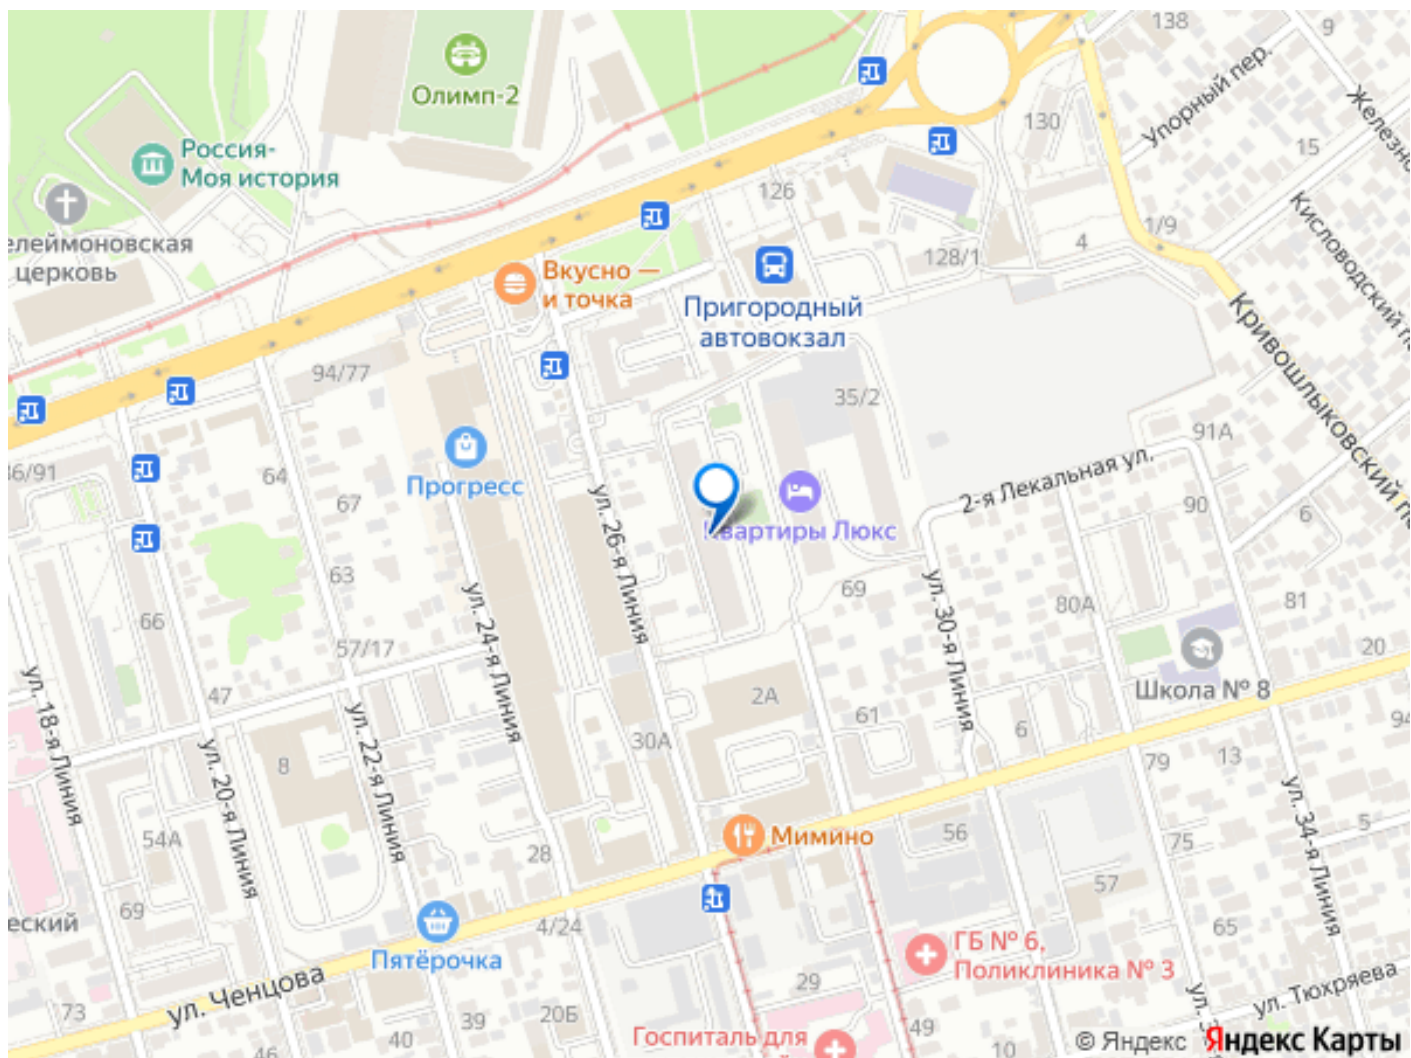 138
9
Упорный пер.
Железно
Олимп-2
130
15
Россия-
Моя история
126
Кисловодский пе
1/9
4
елеймоновская
церковь
128/1
Вкусно —
и точка
Пригородный
автовокзал
Кривошлыковский пе
94/77
35/2
36/91
91А
64
Прогресс
2-я Лекальная ул.
67
90
6
ул. 26-я Линия
Квартиры Люкс
63
69
80А
81
66
ул. 24-я Линия
ул. 30-я Линия
57/17
20
47
Школа № 8
2А
ул. 18-я Линия
61
6
94
ул. 22-я Линия
30А
13
79
8
ул. 20-я Линия
ул. 34-я Линия
54А
Мимино
56
75
5
28
57
69
65
еский
4/24
Пятёрочка
ГБ № 6,
Поликлиника № 3
ул. Ченцова
29
ул. Тюхряева
ул. 3
73
39
20Б
40
49
46
10
Госпиталь для
© Яндекс Яндекс Карты